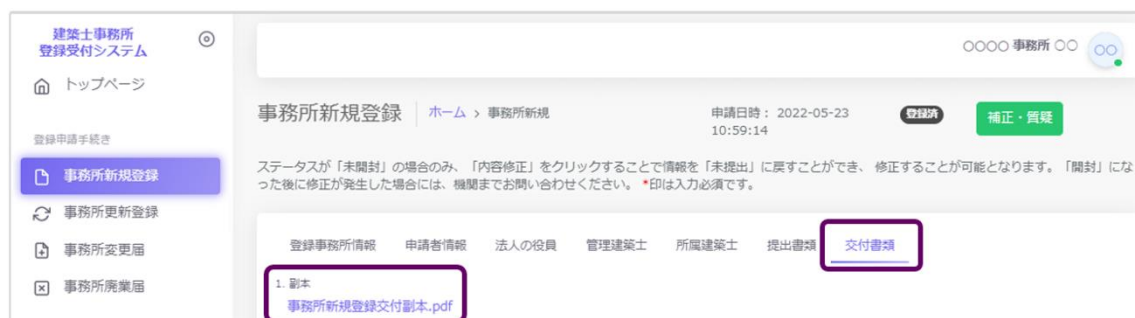 建築士事務所
登録受付システム
トップページ
登録申請手続き
事務所新規登録
事務所更新登録
事務所変更届
事務所廃業届
○○○○ 事務所 ○○
○○
事務所新規登録
ホーム > 事務所新規
申請日時： 2022-05-23
10:59:14
登録済
補正・質疑
ステータスが「未開封」の場合のみ、「内容修正」をクリックすることで情報を「未提出」に戻すことができ、 修正することが可能となります。「開封」にな
った後に修正が発生した場合には、機関までお問い合わせください。 *印は入力必須です。
登録事務所情報 申請者情報 法人の役員 管理建築士 所属建築士 提出書類 交付書類
1. 副本
事務所新規登録交付副本.pdf